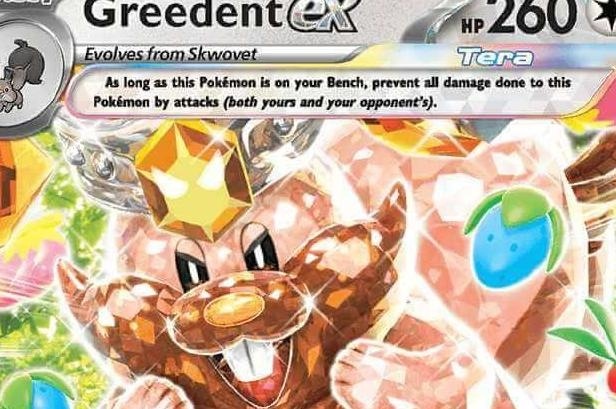 Greedent ex HP 260
Evolves from Skwovet
Tera
As long as this Pokémon is on your Bench, prevent all damage done to this
Pokémon by attacks (both yours and your opponent's).